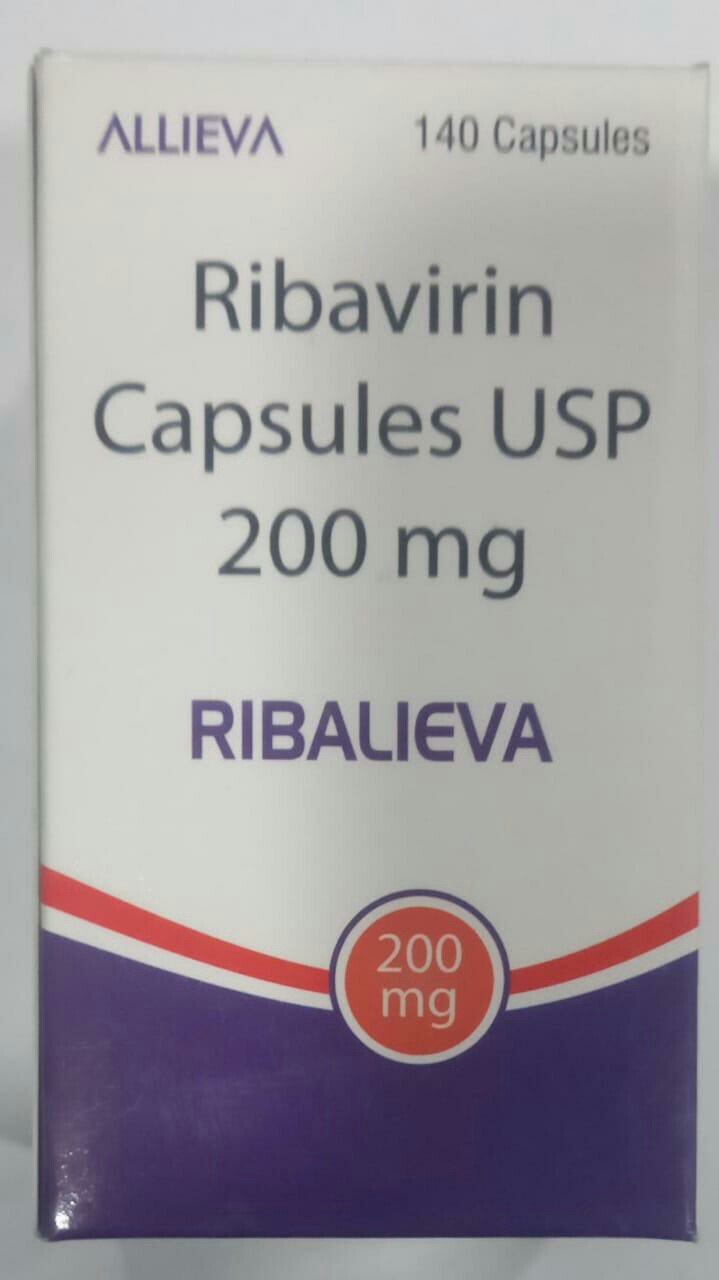 ALLIEVA
140 Capsules
Ribavirin
Capsules USP
200 mg
RIBALIEVA
200
mg